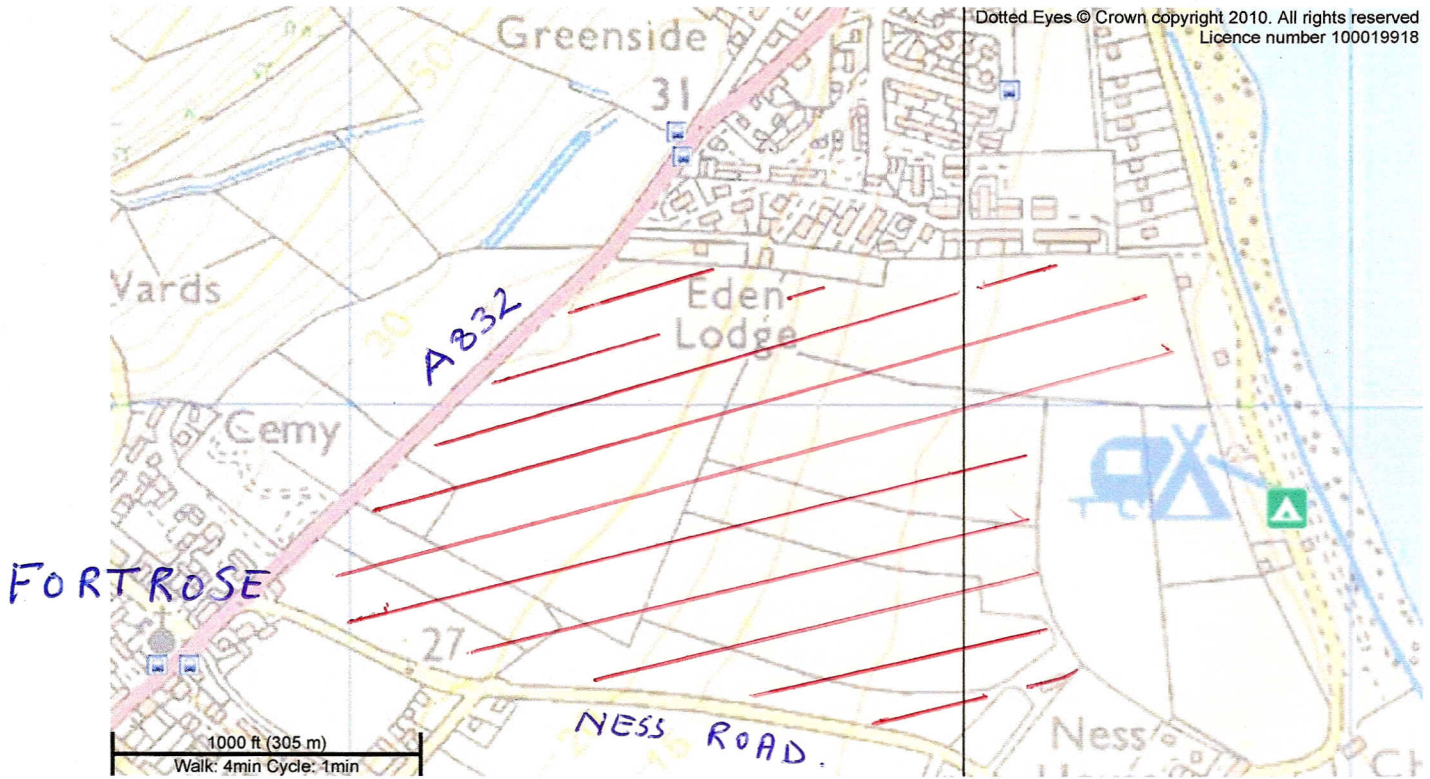 Dotted Eyes © Crown copyright 2010. All rights reserved
Licence number 100019918
Greenside
50
31
Vards
30
Eden
Lodge
A832
Cemy
FORTROSE
27
NESS ROAD.
Ness
1000 ft (305 m)
Walk: 4min Cycle: 1min